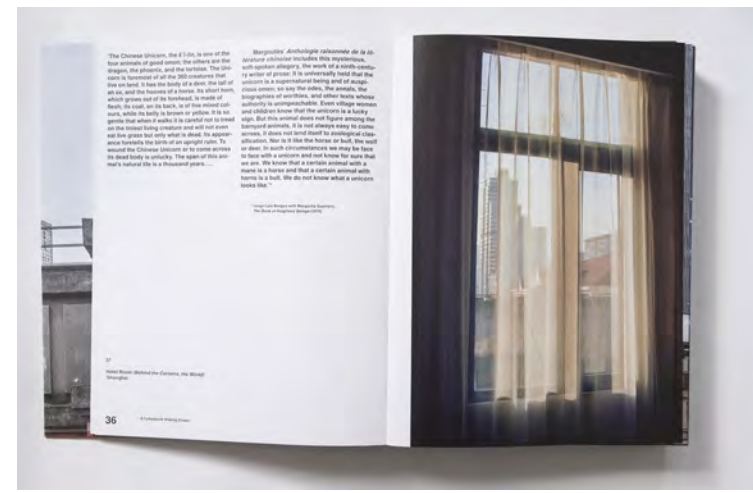 "The Chinese Unicorn, the k'i-lin, is one of the
four animals of good omen; the others are the
dragon, the phoenix, and the tortoise. The Uni-
corn is foremost of all the 360 creatures that
live on land. It has the body of a deer, the tail of
an ox, and the hooves of a horse. Its short horn,
which grows out of its forehead, is made of
flesh; its coat, on its back, is of five mixed col-
ours, while its belly is brown or yellow. It is so
gentle that when it walks it is careful not to tread
on the tiniest living creature and will not even
eat live grass but only what is dead. Its appear-
ance foretells the birth of an upright ruler. To
wound the Chinese Unicorn or to come across
its dead body is unlucky. The span of this ani-
mal's natural life is a thousand years. ...
Margouliès' Anthologie raisonnée de la lit-
térature chinoise includes this mysterious,
soft-spoken allegory, the work of a ninth-centu-
ry writer of prose: It is universally held that the
unicorn is a supernatural being and of auspi-
cious omen; so say the odes, the annals, the
biographies of worthies, and other texts whose
authority is unimpeachable. Even village women
and children know that the unicorn is a lucky
sign. But this animal does not figure among the
barnyard animals, it is not always easy to come
across, it does not lend itself to zoological clas-
sification. Nor is it like the horse or bull, the wolf
or deer. In such circumstances we may be face
to face with a unicorn and not know for sure that
we are. We know that a certain animal with a
mane is a horse and that a certain animal with
horns is a bull. We do not know what a unicorn
looks like."
Jorge Luis Borges with Margarita Guerrero,
The Book of Imaginary Beings
37
Hotel Room (Behind the Curtains, the World)
Shanghai
36